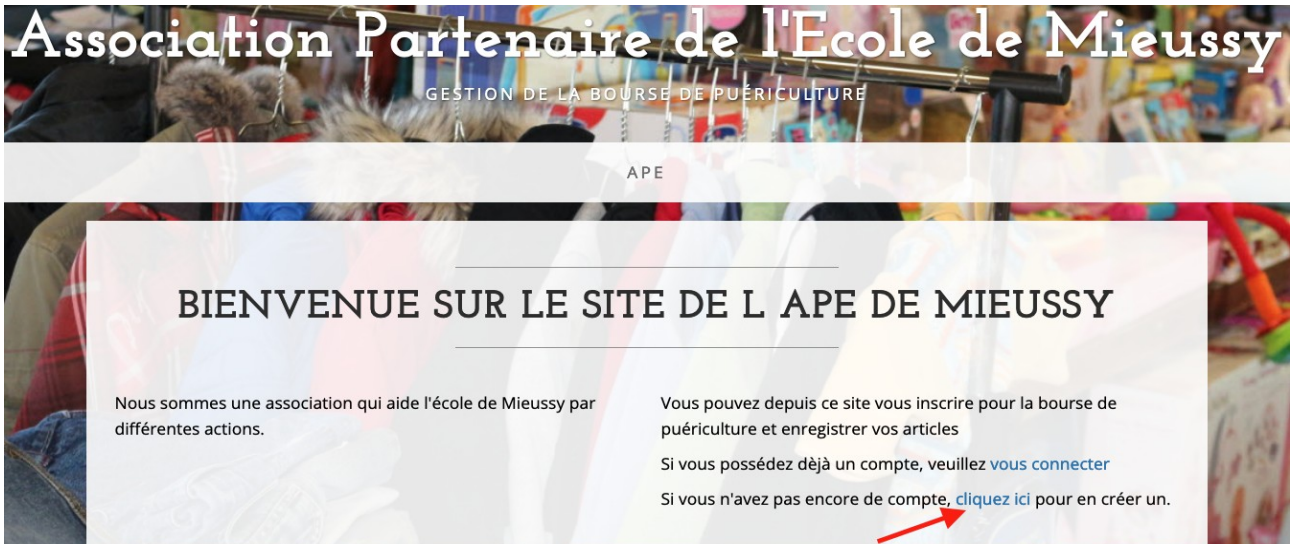 Association Partenaire de l'Ecole de Mieussy
GESTION DE LA BOURSE DE PUÉRICULTURE
APE
BIENVENUE SUR LE SITE DE L APE DE MIEUSSY
Nous sommes une association qui aide l'école de Mieussy par
différentes actions.
Vous pouvez depuis ce site vous inscrire pour la bourse de
puériculture et enregistrer vos articles
Si vous possédez dèjà un compte, veuillez vous connecter
Si vous n'avez pas encore de compte, cliquez ici pour en créer un.